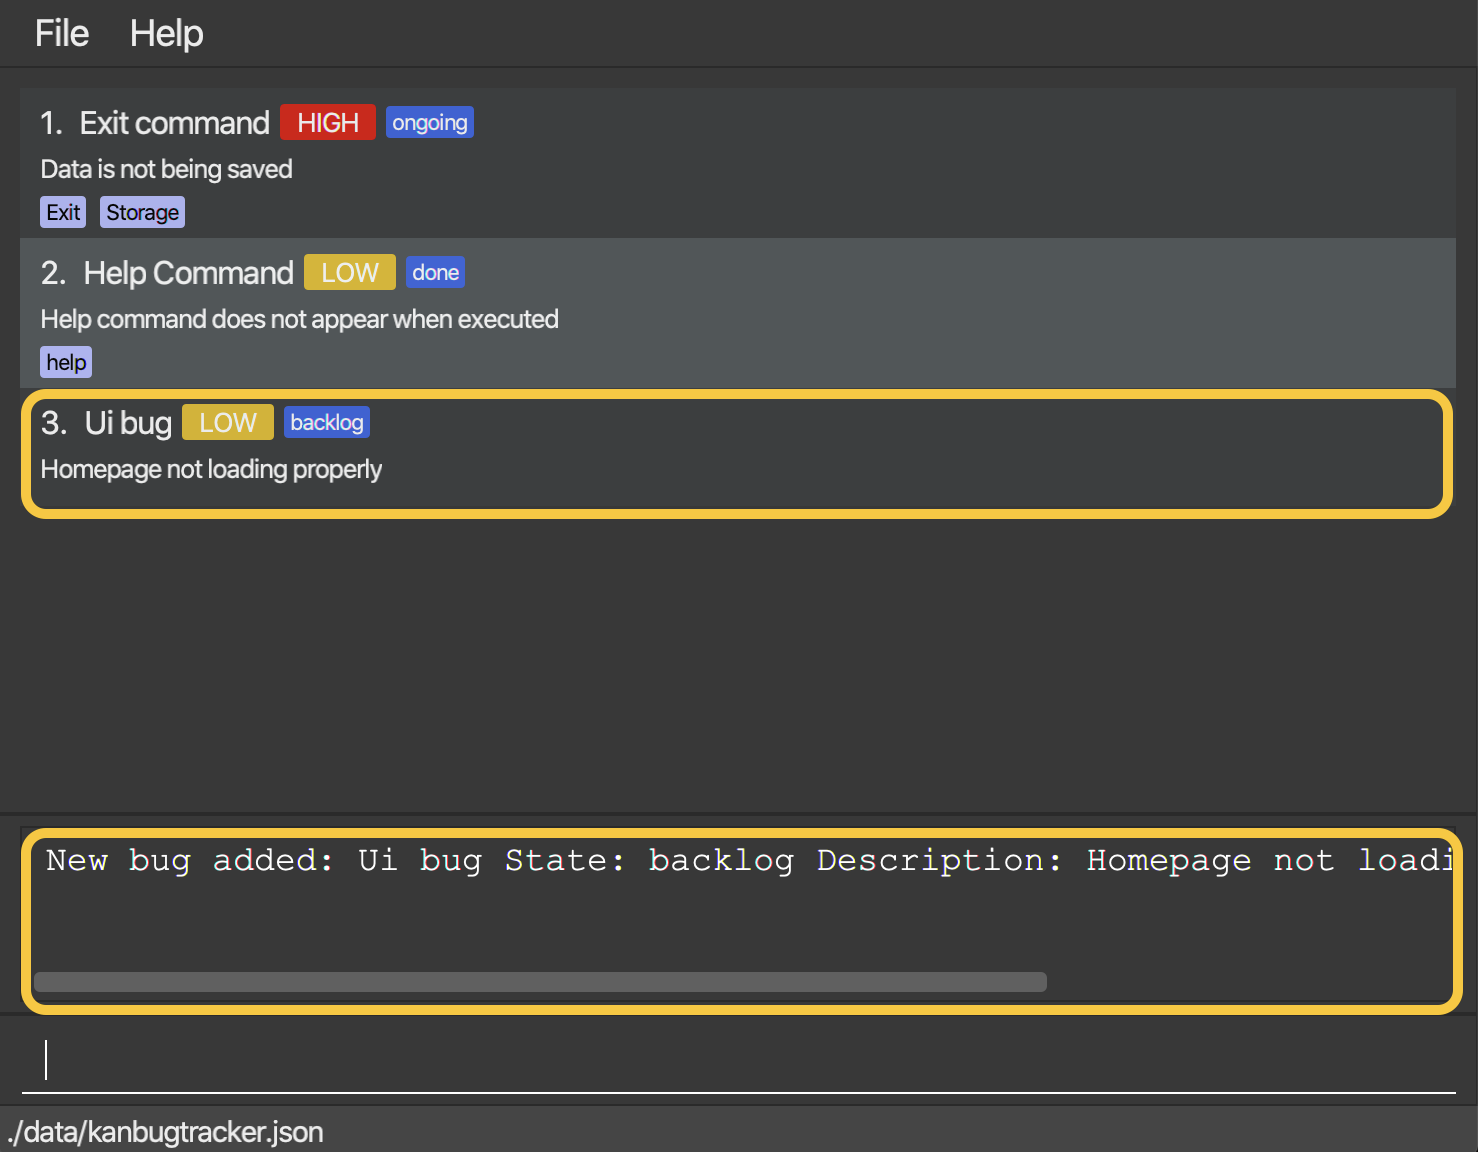 File Help
1. Exit command HIGH ongoing
Data is not being saved
Exit Storage
2. Help Command LOW done
Help command does not appear when executed
help
3. Ui bug LOW backlog
Homepage not loading properly
New bug added: Ui bug State: backlog Description: Homepage not loadi
./data/kanbugtracker.json